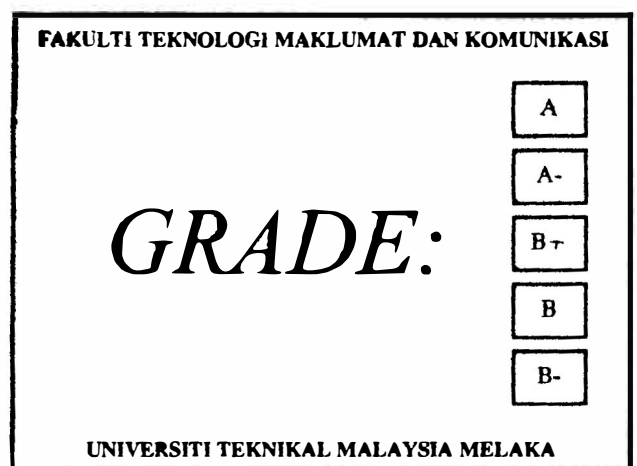 FAKULTI TEKNOLOGI MAKLUMAT DAN KOMUNIKASI
A
A-
GRADE:
B+
B
B-
UNIVERSITI TEKNIKAL MALAYSIA MELAKA